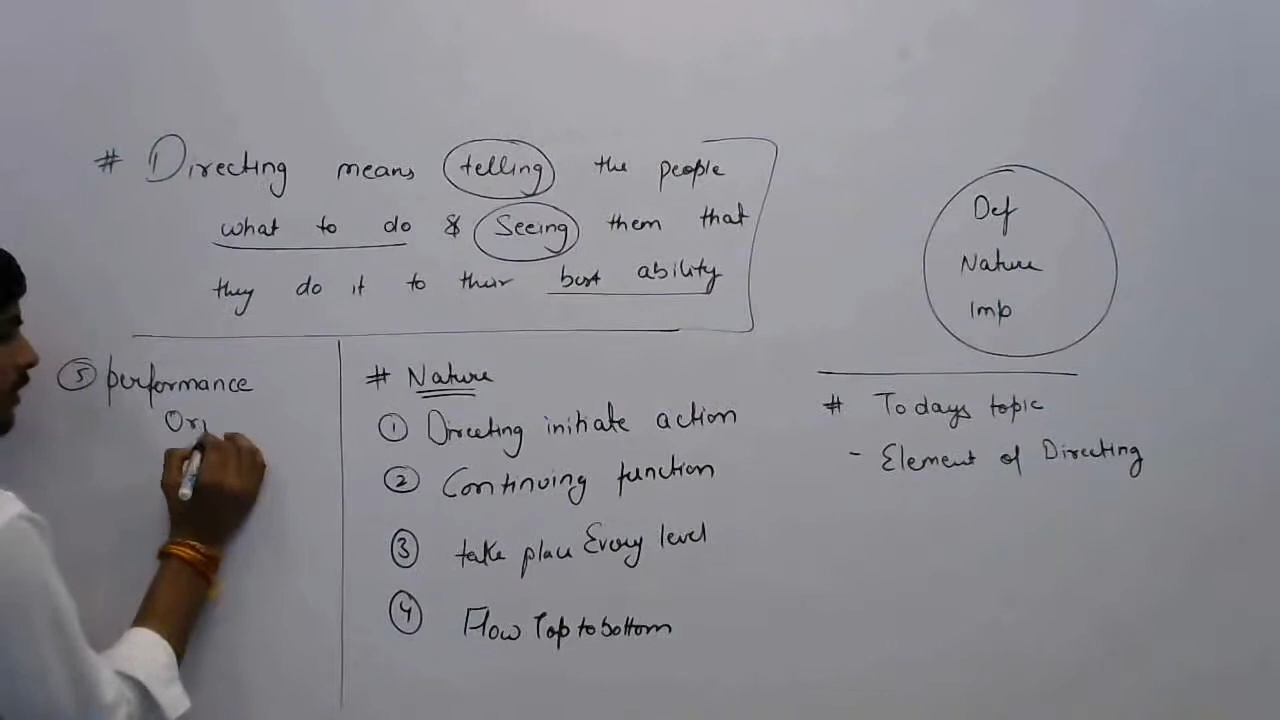 # Directing means telling the people
what to do & Seeing them that
they do it to their best ability
Def
Nature
Imp
⑤ performance
Ori
# Nature
① Directing initiate action
② Continuing function
③ take place Every level
④ Flow Top to bottom
# Todays topic
- Element of Directing